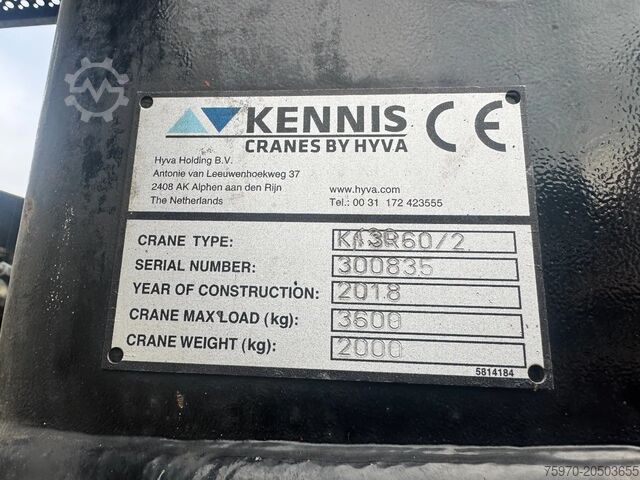 KENNIS CE
CRANES BY HYVA
Hyva Holding B.V.
Antonie van Leeuwenhoekweg 37
2408 AK Alphen aan den Rijn www.hyva.com
The Netherlands Tel.: 00 31 172 423555
CRANE TYPE:
SERIAL NUMBER: 300835
YEAR OF CONSTRUCTION: 2018
CRANE MAX LOAD (kg): 3600
CRANE WEIGHT (kg): 2000
5814184
75970-20503655